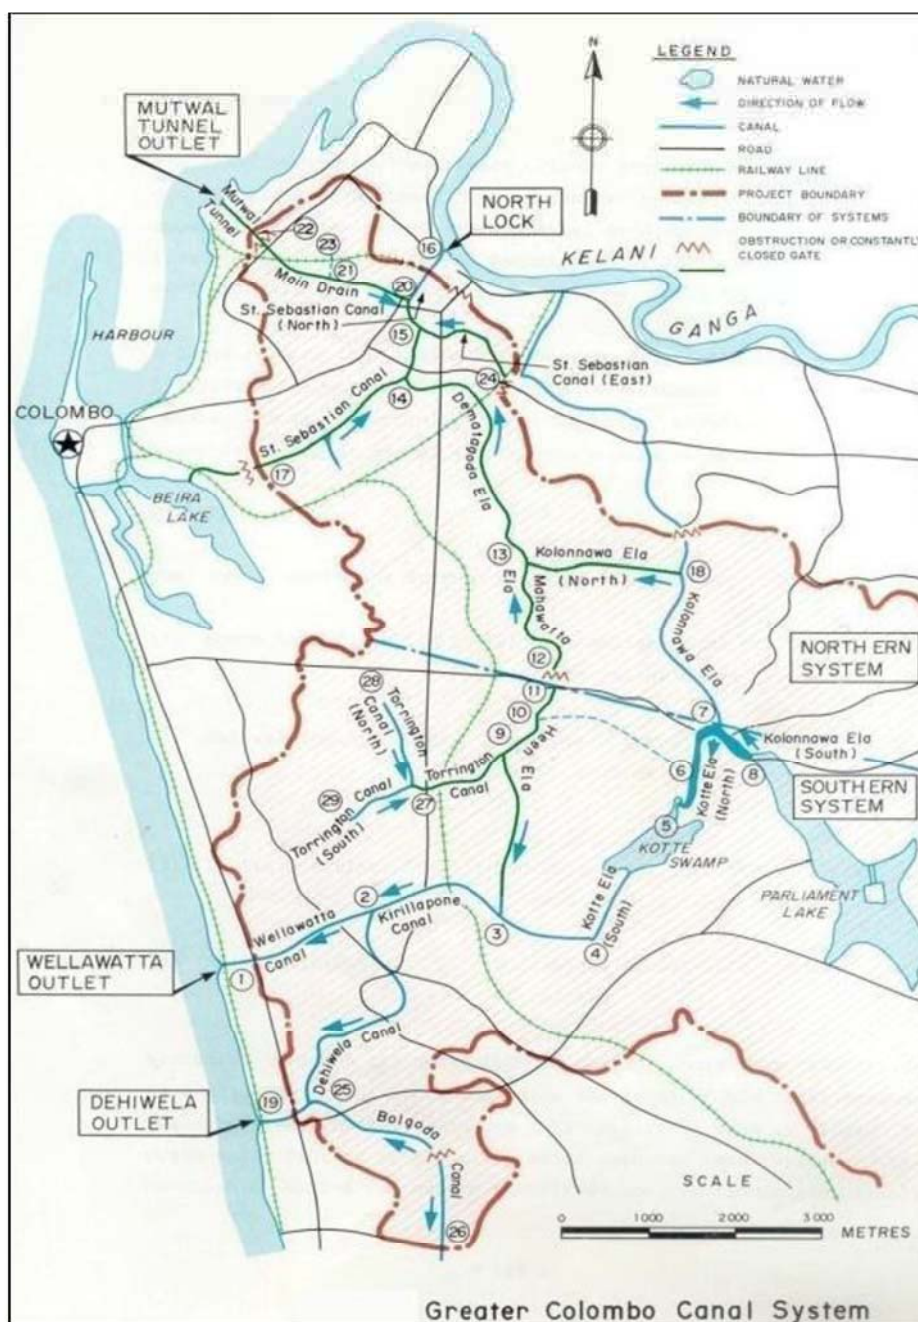 LEGEND
NATURAL WATER
DIRECTION OF FLOW
CANAL
ROAD
RAILWAY LINE
PROJECT BOUNDARY
BOUNDARY OF SYSTEMS
OBSTRUCTION OR CONSTANTLY
CLOSED GATE
N
MUTWAL
TUNNEL
OUTLET
NORTH
LOCK
Mutwal
Tunnel
22
23
21
16
KELANI
GANGA
Main Drain
20
St. Sebastian Canal
(North)
15
HARBOUR
St. Sebastian
Canal (East)
24
14
St. Sebastian Canal
COLOMBO
17
BEIRA
LAKE
Dematagoda Ela
13
Kolonnawa Ela
(North)
18
Mahawatta
Ela
Kolonnawa Ela
12
NORTHERN
SYSTEM
28
Torrington
Canal
(North)
11
10
9
7
Kolonnawa Ela
(South)
8
Heen Ela
6
Kotte Ela
(North)
SOUTHERN
SYSTEM
Torrington
Canal
27
29
Torrington Canal
(South)
5
KOTTE
SWAMP
PARLIAMENT
LAKE
2
Kirillapone
Canal
Wellawatta
Canal
3
Kotte Ela
(South)
4
WELLAWATTA
OUTLET
1
Dehiwela Canal
25
19
DEHIWELA
OUTLET
Bolgoda
Canal
26
SCALE
0 1000 2000 3000
METRES
Greater Colombo Canal System